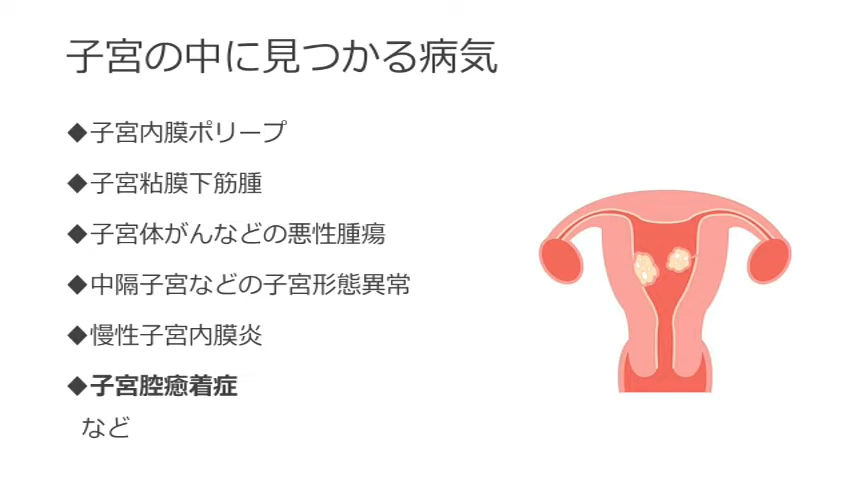 子宮の中に見つかる病気
◆子宮内膜ポリープ
◆子宮粘膜下筋腫
◆子宮体がんなどの悪性腫瘍
◆中隔子宮などの子宮形態異常
◆慢性子宮内膜炎
◆子宮腔癒着症
など